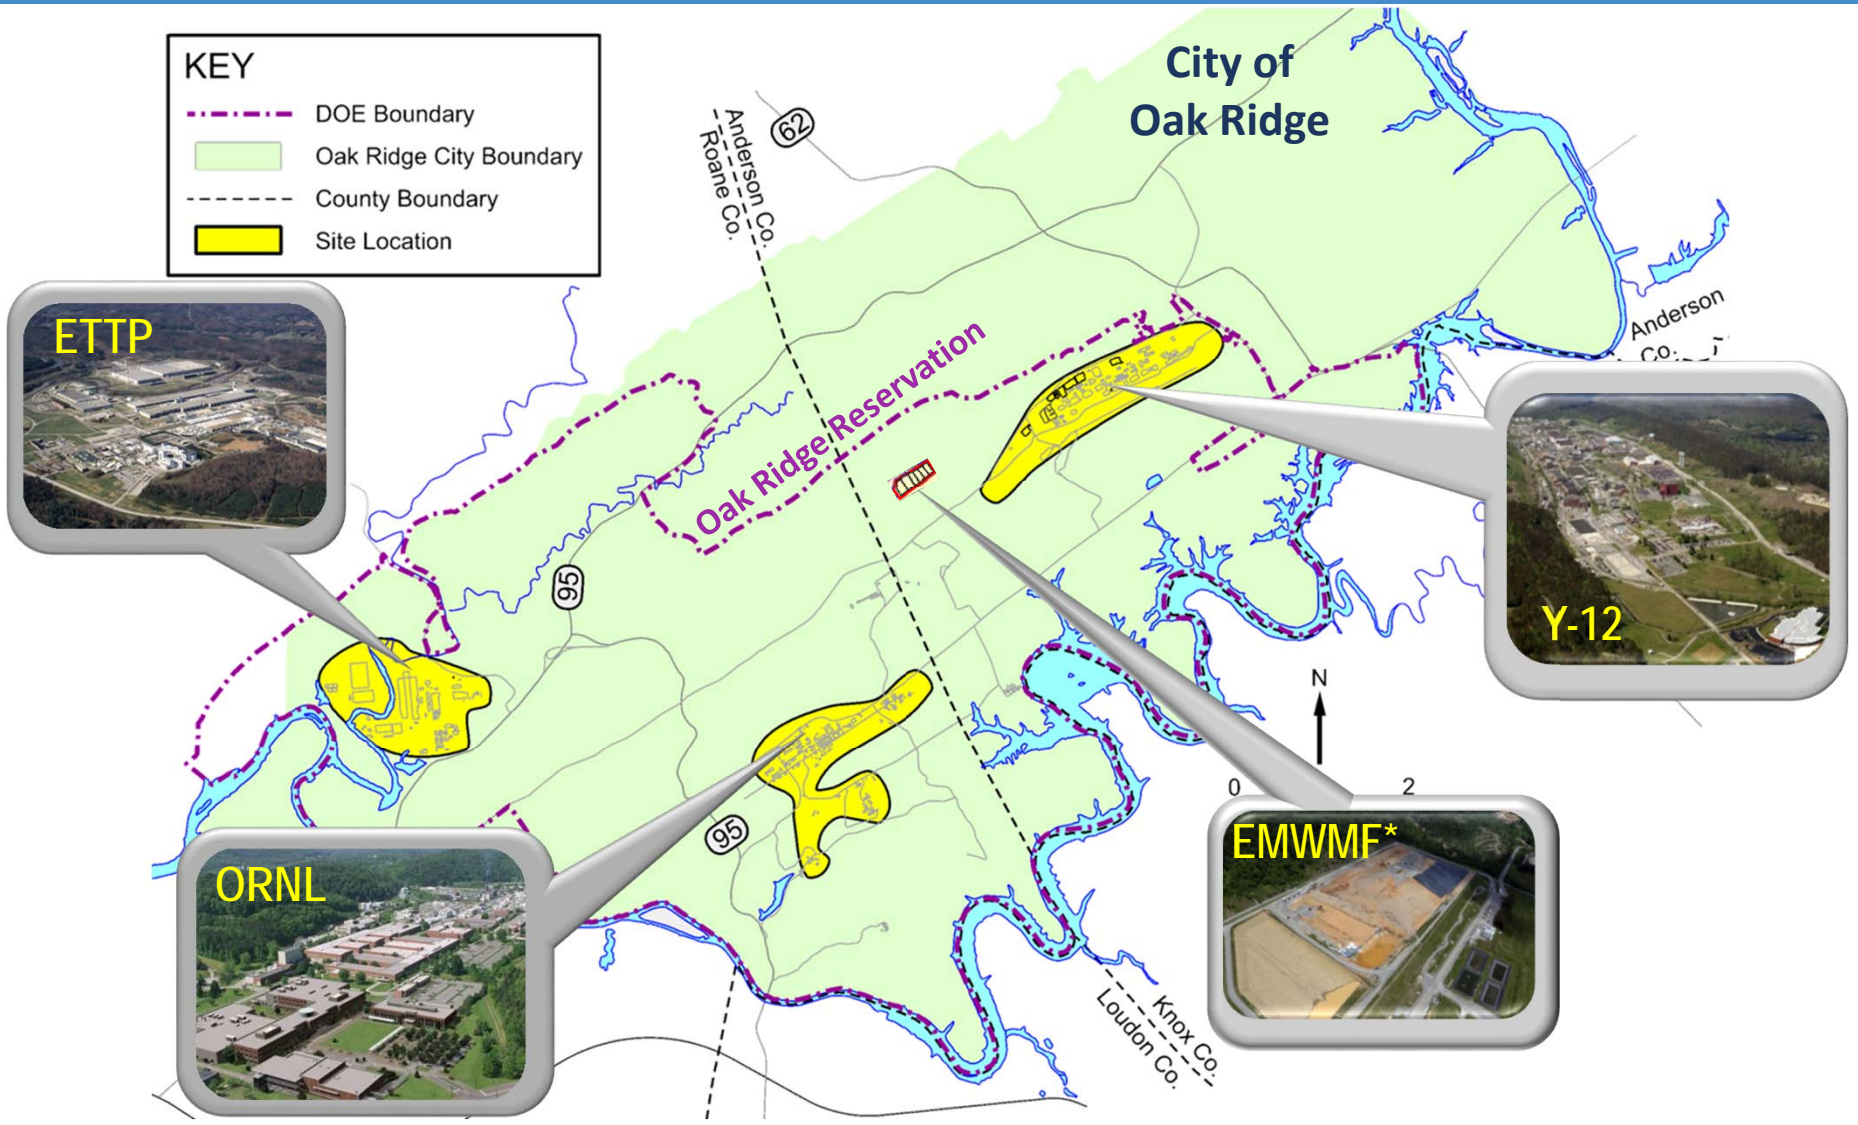 City of
Oak Ridge
KEY
DOE Boundary
Oak Ridge City Boundary
County Boundary
Site Location
62
Anderson Co.
Roane Co.
ETTP
Oak Ridge Reservation
Anderson
Co.
95
Y-12
N
0 2
95
EMWMF*
ORNL
Knox Co.
Loudon Co.